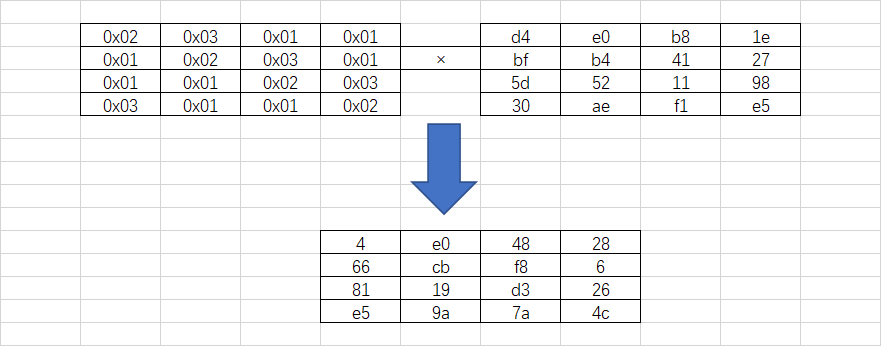 0x02 0x03 0x01 0x01 d4 e0 b8 1e
0x01 0x02 0x03 0x01 × bf b4 41 27
0x01 0x01 0x02 0x03 5d 52 11 98
0x03 0x01 0x01 0x02 30 ae f1 e5
4 e0 48 28
66 cb f8 6
81 19 d3 26
e5 9a 7a 4c